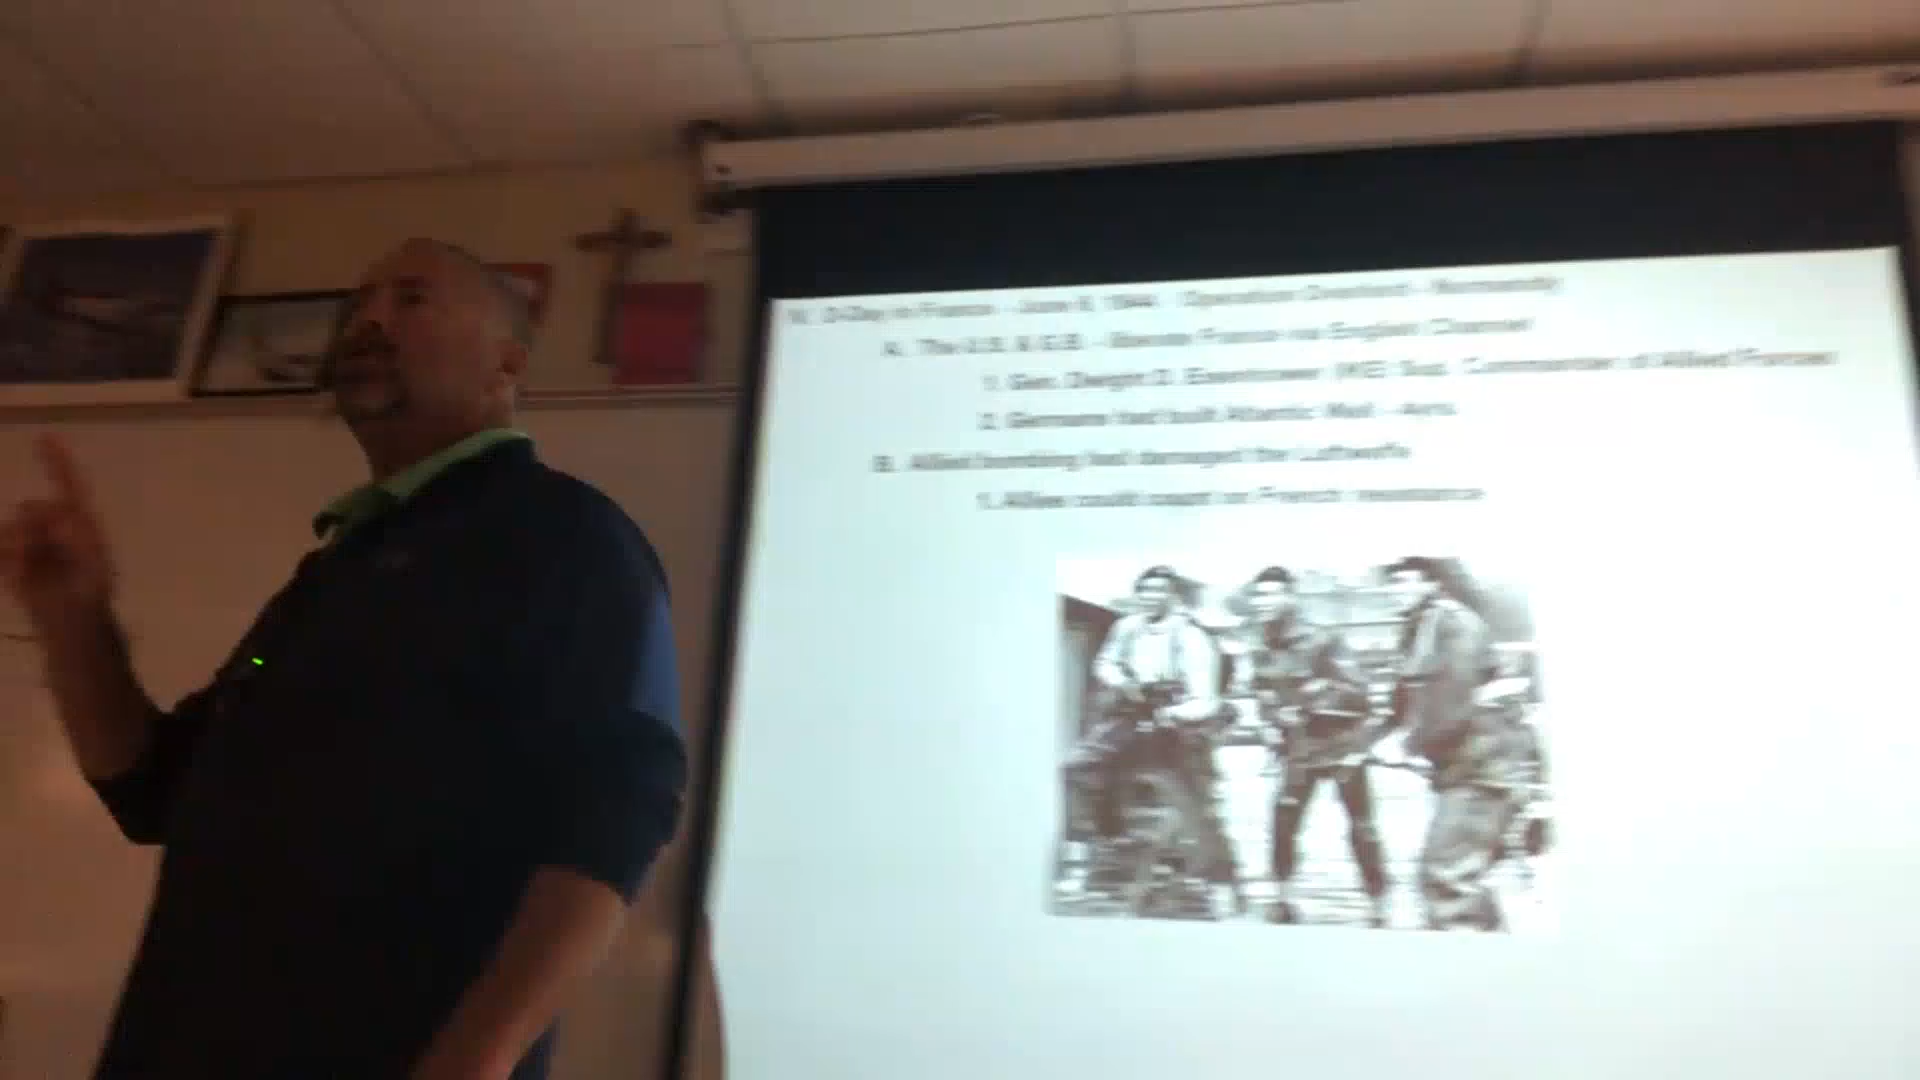 D-Day in France - June 6, 1944 Operation Overlord - Normandy
A. The U.S. & G.B. - liberate France via English Channel
1. Gen. Dwight D. Eisenhower Commander of Allied Forces
2. Germans had built Atlantic Wall
B. Allied bombing had damaged the Luftwaffe
1. Allies could count on French resistance